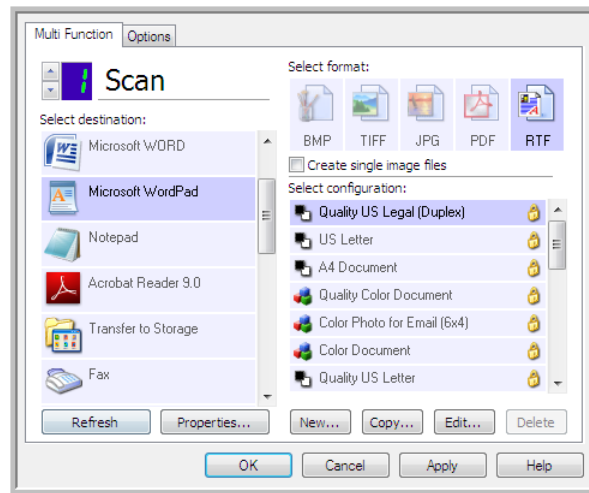 Multi Function
Options
1
Scan
Select destination:
Microsoft WORD
Microsoft WordPad
Notepad
Acrobat Reader 9.0
Transfer to Storage
Fax
Refresh
Properties...
Select format:
BMP TIFF JPG PDF RTF
Create single image files
Select configuration:
Quality US Legal (Duplex)
US Letter
A4 Document
Quality Color Document
Color Photo for Email (6x4)
Color Document
Quality US Letter
New... Copy... Edit... Delete
OK Cancel Apply Help